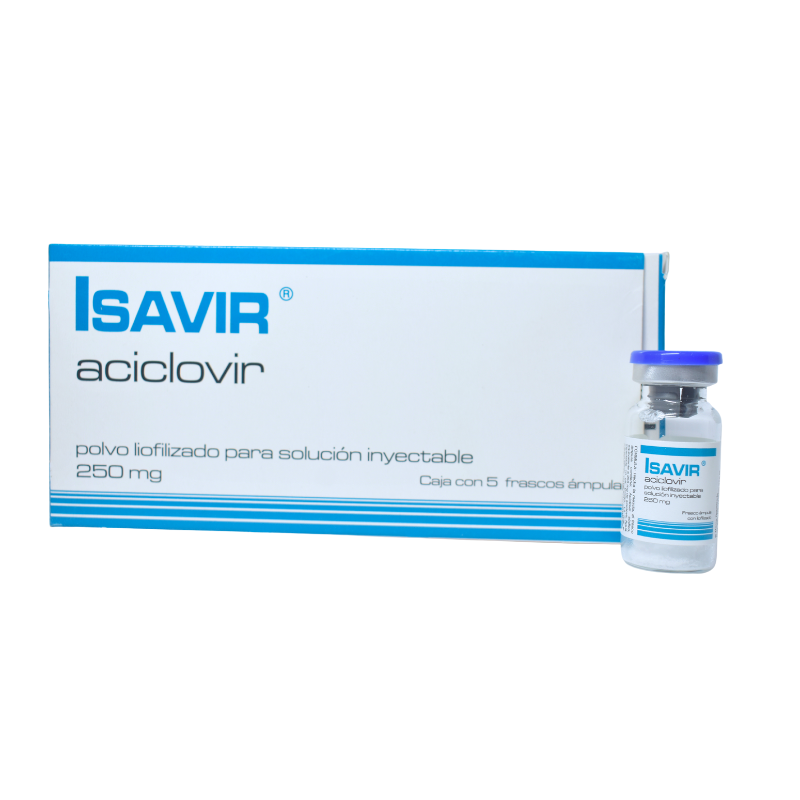 ISAVIR®
aciclovir
polvo liofilizado para solución inyectable
250 mg
Caja con 5 frascos ámpula
ISAVIR®
aciclovir
polvo liofilizado para
solución inyectable
250 mg
Frasco ámpula
con liofilizado